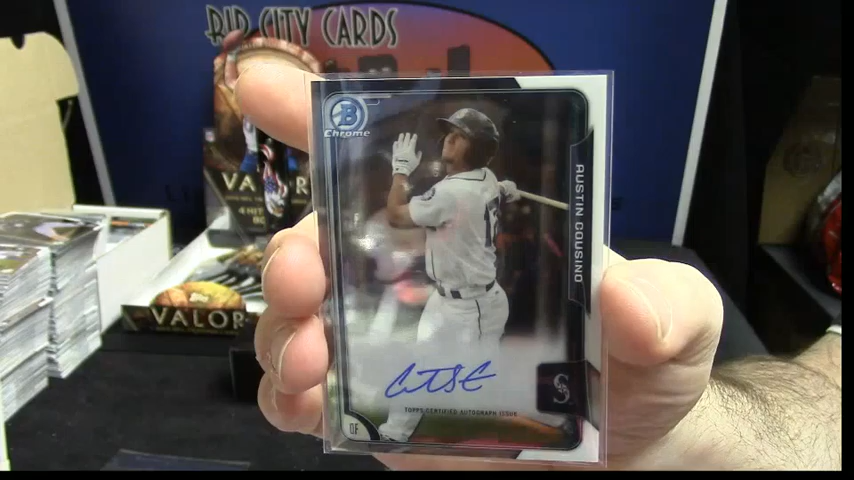 RIP CITY CARDS
B
Chrome
AUSTIN COUSINO
TOPPS CERTIFIED AUTOGRAPH ISSUE
OF
S
VALOR
VALOR